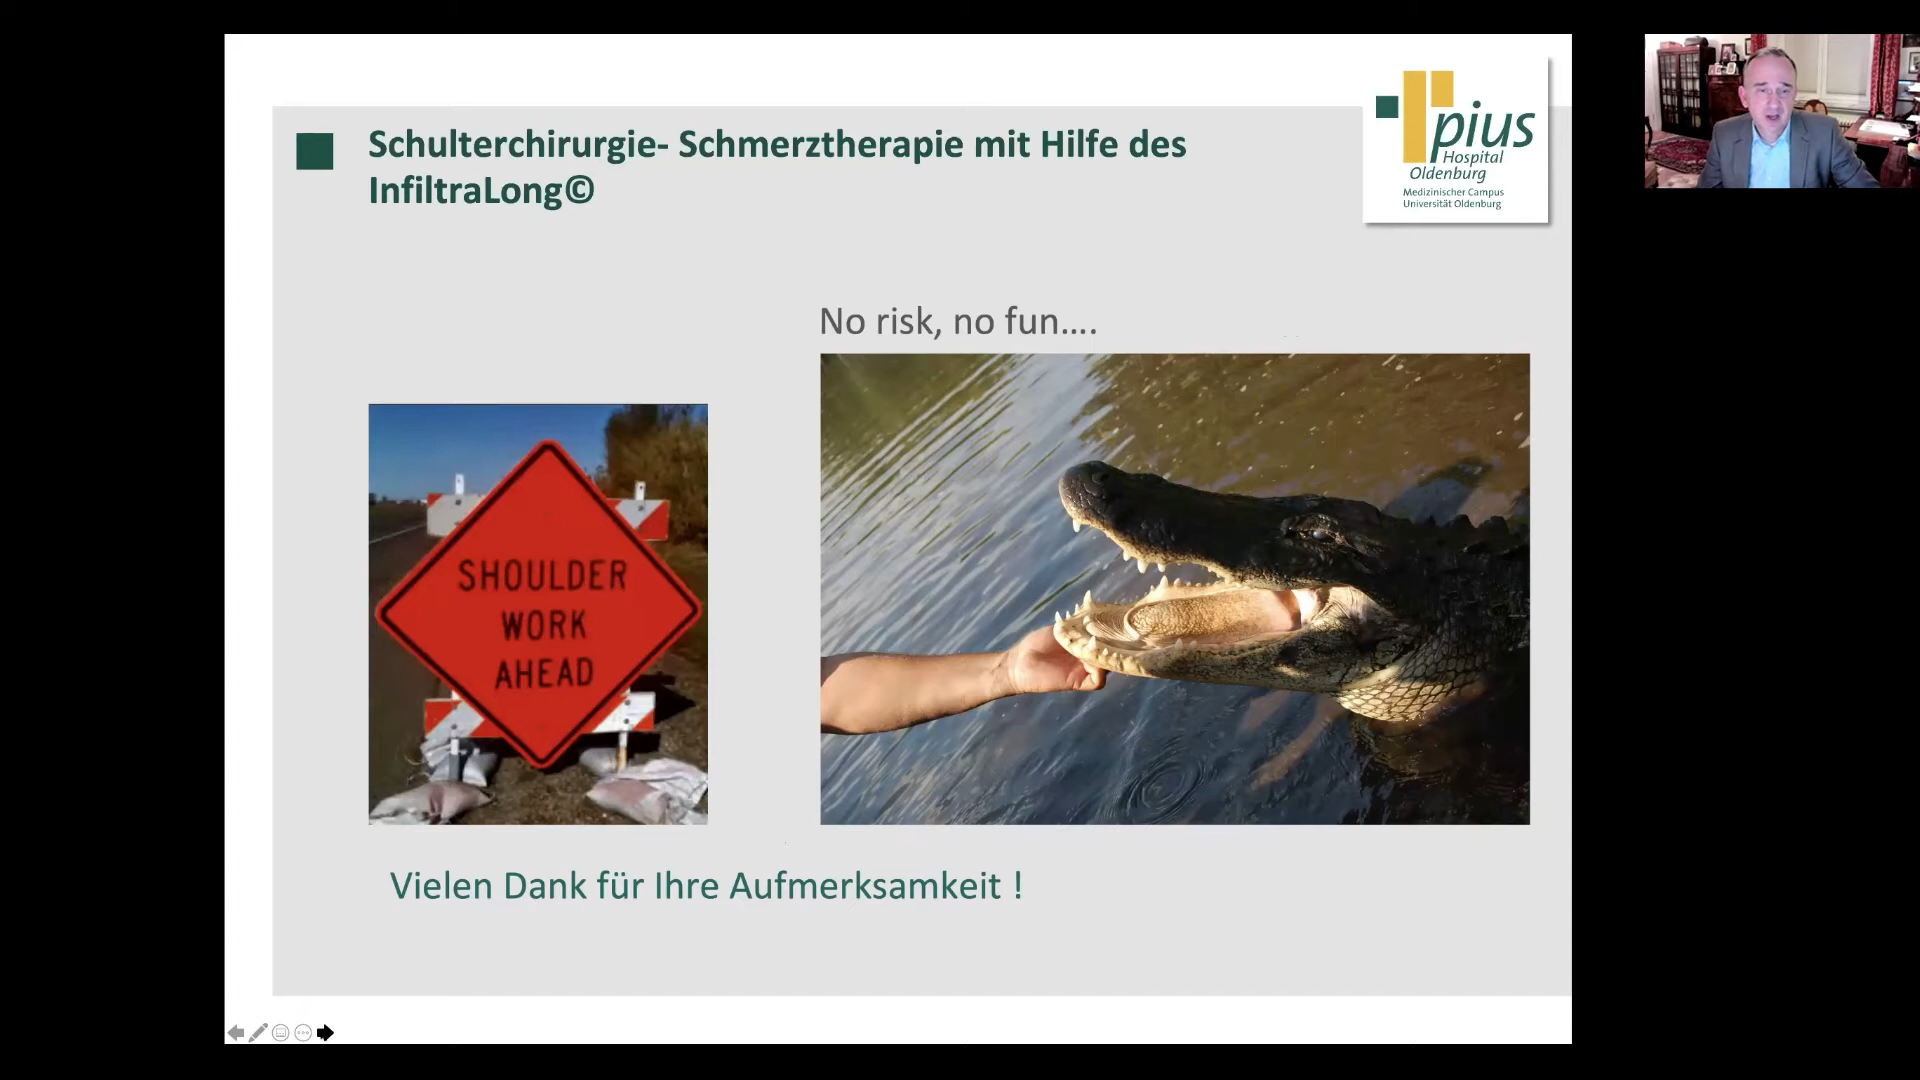 Schulterchirurgie- Schmerztherapie mit Hilfe des
InfiltraLong©
pius
Hospital
Oldenburg
Medizinischer Campus
Universität Oldenburg
No risk, no fun....
SHOULDER
WORK
AHEAD
Vielen Dank für Ihre Aufmerksamkeit !